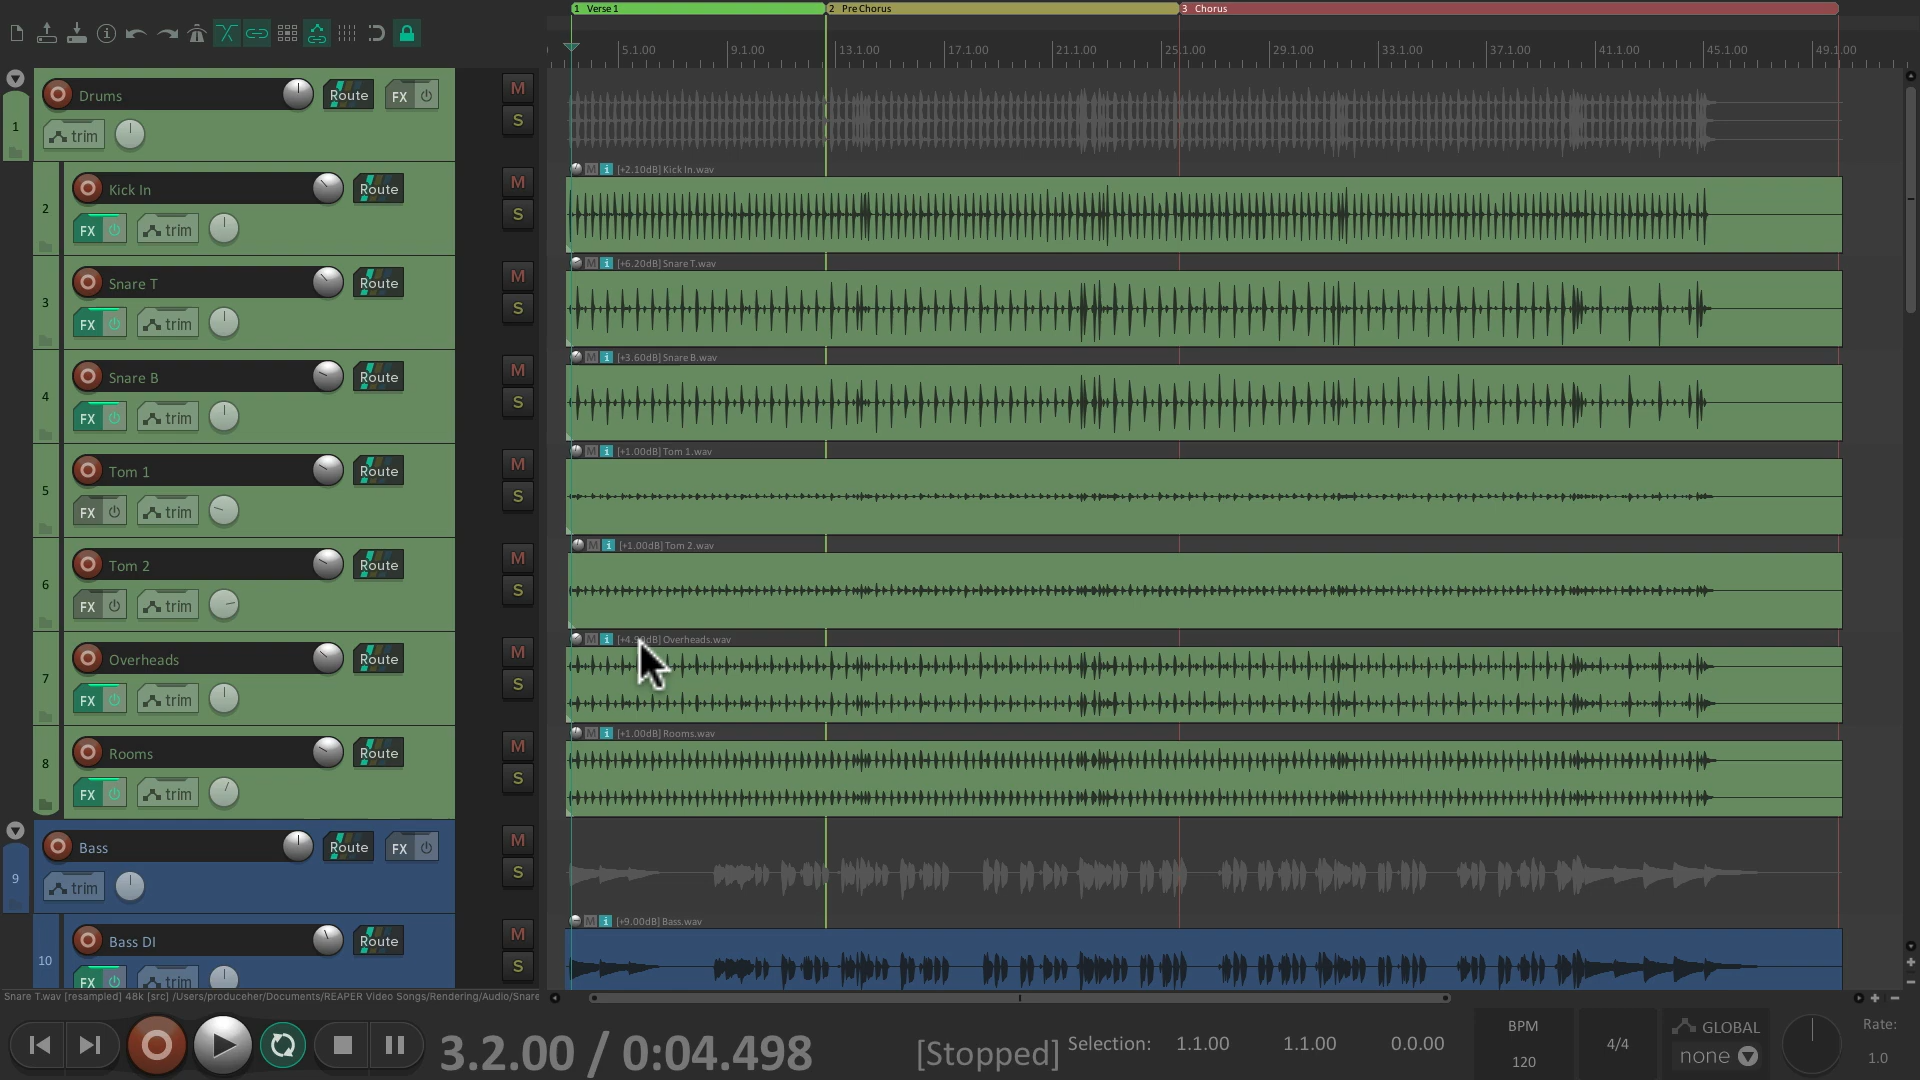 1 Verse 1
2 Pre Chorus
3 Chorus
5.1.00
9.1.00
13.1.00
17.1.00
21.1.00
25.1.00
29.1.00
33.1.00
37.1.00
41.1.00
45.1.00
49.1.00
1
Drums
Route
FX
M
S
trim
2
Kick In
Route
FX
trim
M
S
M i [+2.10dB] Kick In.wav
3
Snare T
Route
FX
trim
M
S
M i [+6.20dB] Snare T.wav
4
Snare B
Route
FX
trim
M
S
M i [+3.60dB] Snare B.wav
5
Tom 1
Route
FX
trim
M
S
M i [+1.00dB] Tom 1.wav
6
Tom 2
Route
FX
trim
M
S
M i [+1.00dB] Tom 2.wav
7
Overheads
Route
FX
trim
M
S
M i Overheads.wav
8
Rooms
Route
FX
trim
M
S
M i [+1.00dB] Rooms.wav
9
Bass
Route
FX
M
S
trim
10
Bass DI
Route
FX
trim
M
S
M i [+9.00dB] Bass.wav
Snare T.wav [resampled] 48k [src] /Users/produceher/Documents/REAPER Video Songs/Rendering/Audio/Snare
3.2.00 / 0:04.498
[Stopped]
Selection:
1.1.00
1.1.00
0.0.00
BPM
120
4/4
GLOBAL
none
Rate:
1.0